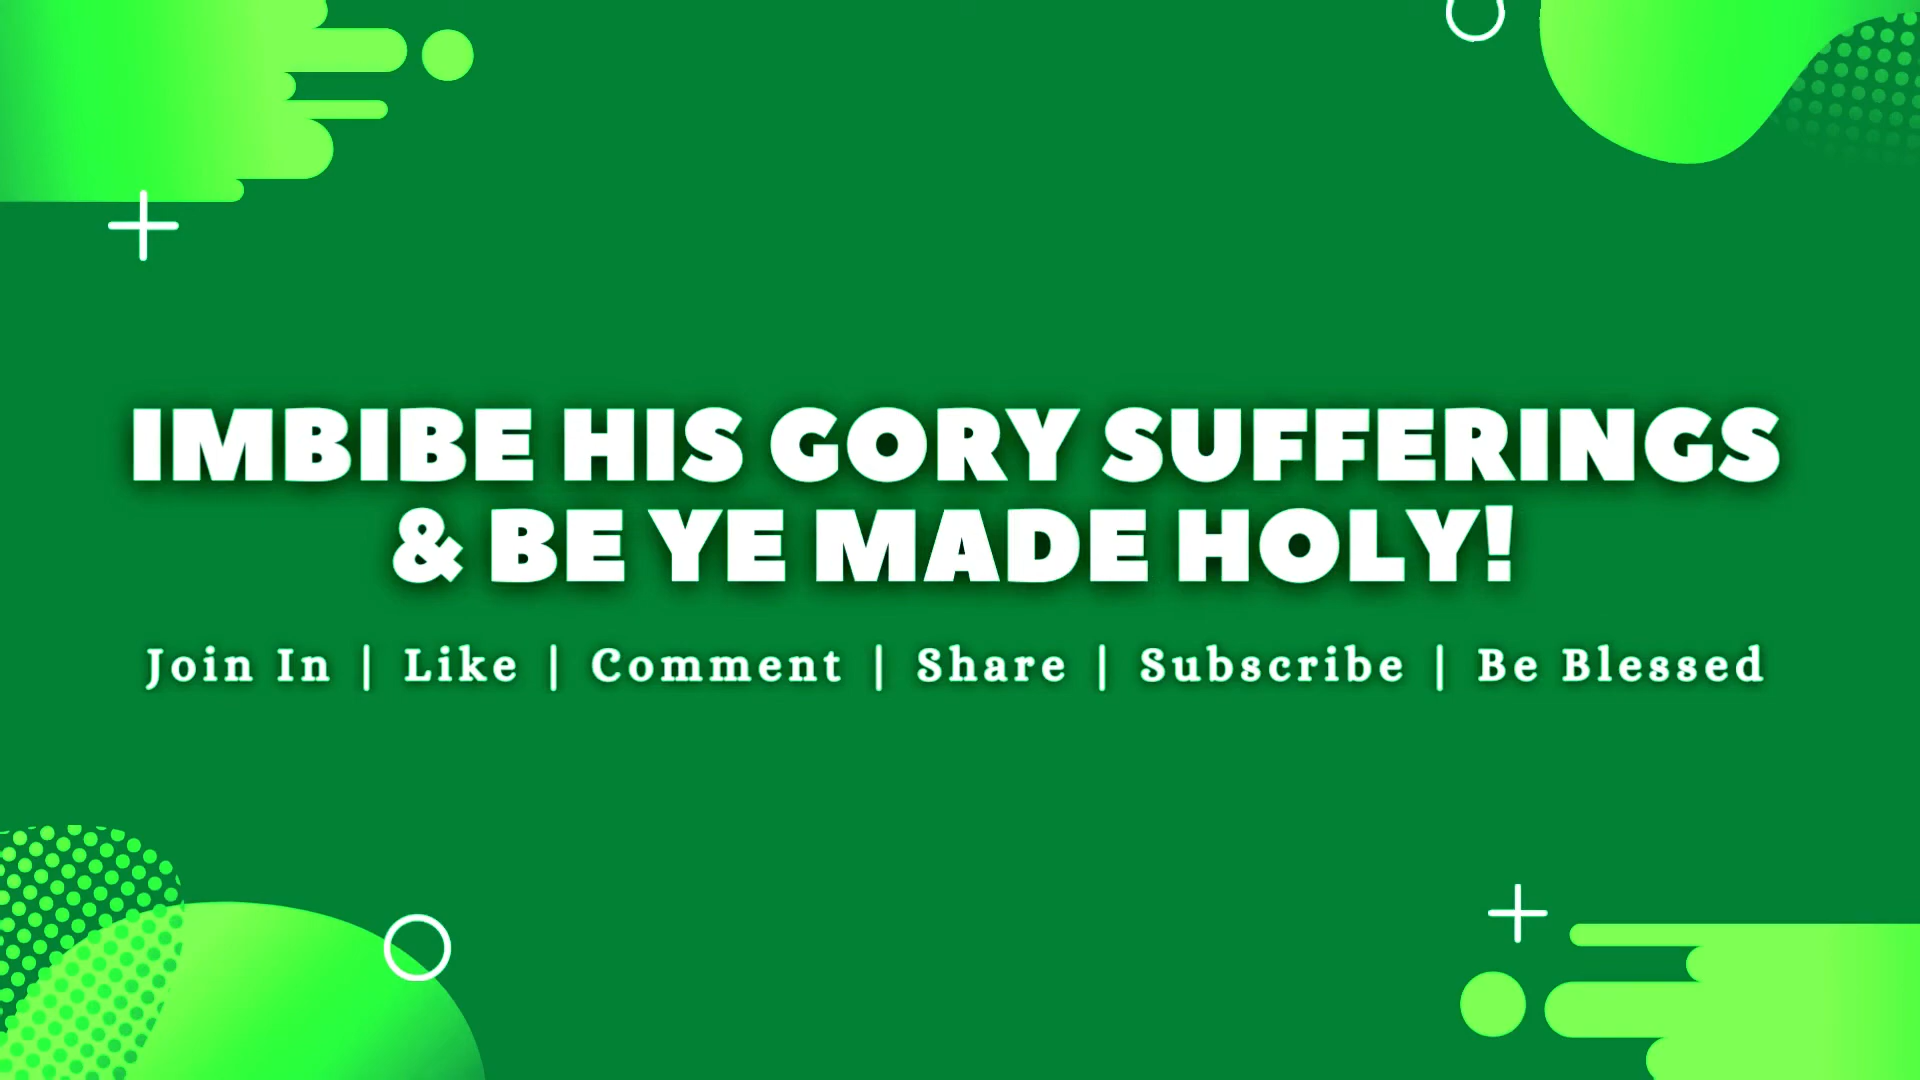 IMBIBE HIS GORY SUFFERINGS
& BE YE MADE HOLY!
Join In | Like | Comment | Share | Subscribe | Be Blessed